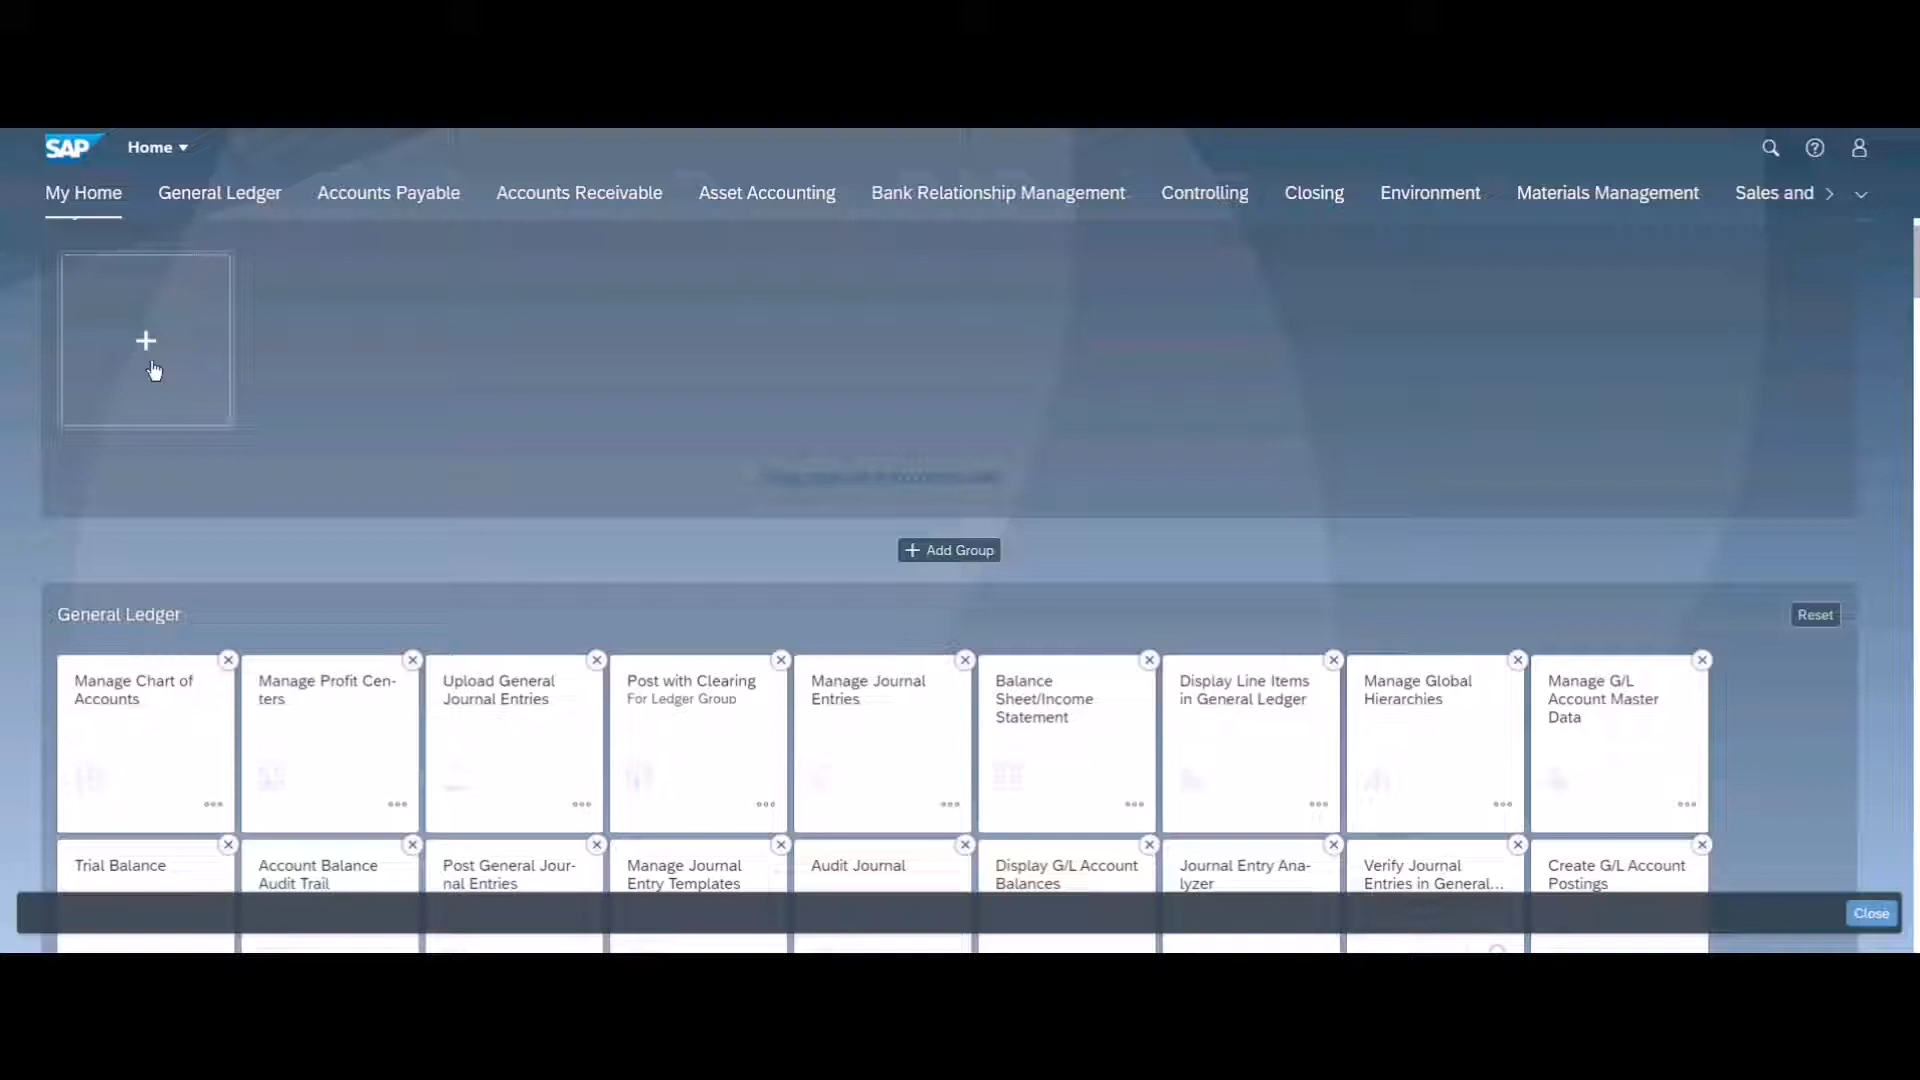 SAP Home
My Home General Ledger Accounts Payable Accounts Receivable Asset Accounting Bank Relationship Management Controlling Closing Environment Materials Management Sales and
Add Group
General Ledger Reset
Manage Chart of
Accounts
Manage Profit Cen-
ters
Upload General
Journal Entries
Post with Clearing
For Ledger Group
Manage Journal
Entries
Balance
Sheet/Income
Statement
Display Line Items
in General Ledger
Manage Global
Hierarchies
Manage G/L
Account Master
Data
Trial Balance
Account Balance
Audit Trail
Post General Jour-
nal Entries
Manage Journal
Entry Templates
Audit Journal
Display G/L Account
Balances
Journal Entry Ana-
lyzer
Verify Journal
Entries in General...
Create G/L Account
Postings
Close